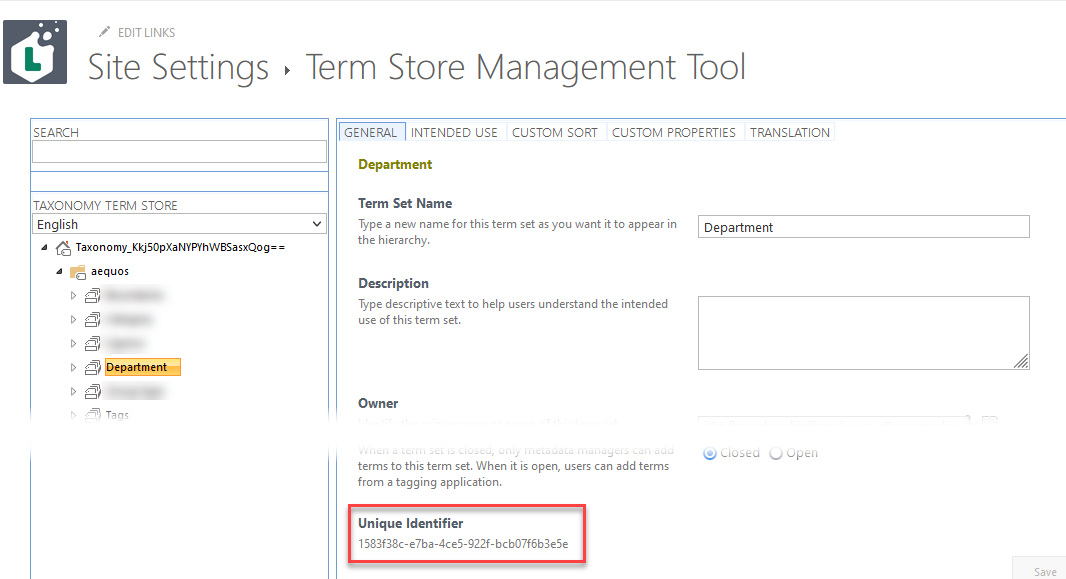 EDIT LINKS
L
Site Settings ▸ Term Store Management Tool
SEARCH
TAXONOMY TERM STORE
English
Taxonomy_Kkj50pXaNYPYhWBSasxQog==
aequos
Department
Tags
GENERAL INTENDED USE CUSTOM SORT CUSTOM PROPERTIES TRANSLATION
Department
Term Set Name
Type a new name for this term set as you want it to appear in
the hierarchy.
Department
Description
Type descriptive text to help users understand the intended
use of this term set.
Owner
When a term set is closed, only metadata managers can add
terms to this term set. When it is open, users can add terms
from a tagging application.
Closed Open
Unique Identifier
1583f38c-e7ba-4ce5-922f-bcb07f6b3e5e
Save